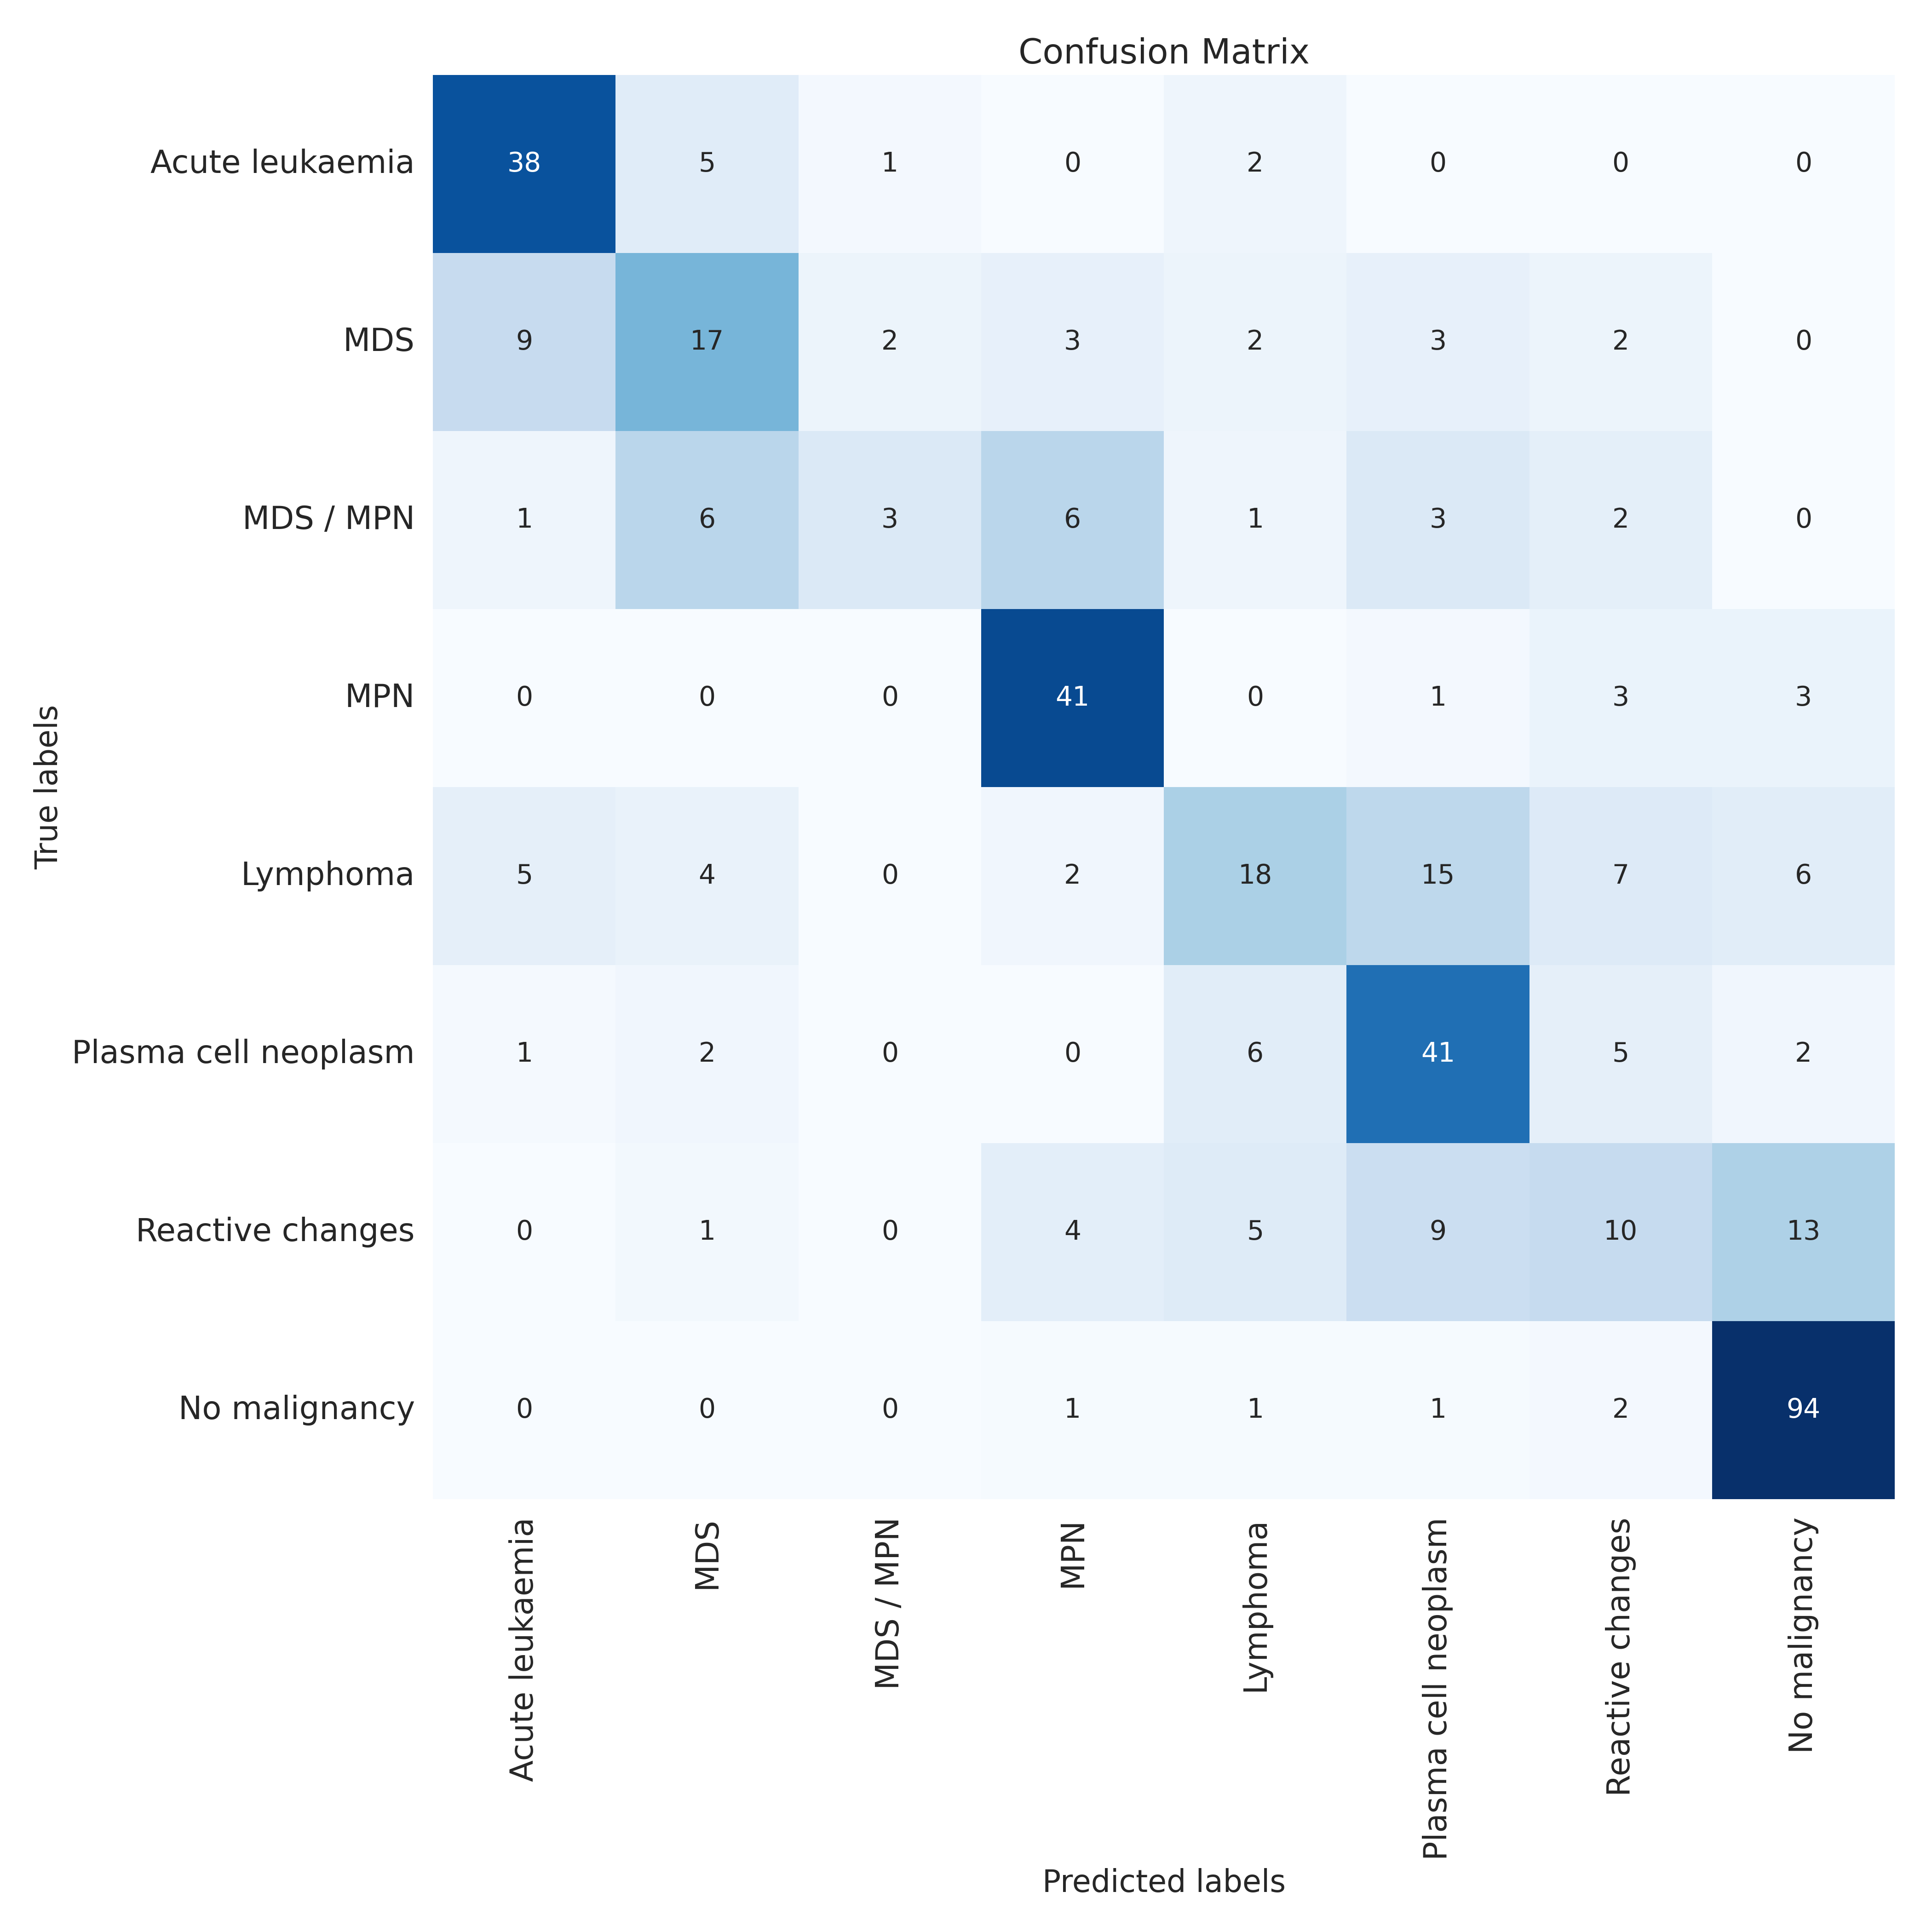 Confusion Matrix
Acute leukaemia 38 5 1 0 2 0 0 0
MDS 9 17 2 3 2 3 2 0
MDS / MPN 1 6 3 6 1 3 2 0
MPN 0 0 0 41 0 1 3 3
Lymphoma 5 4 0 2 18 15 7 6
Plasma cell neoplasm 1 2 0 0 6 41 5 2
Reactive changes 0 1 0 4 5 9 10 13
No malignancy 0 0 0 1 1 1 2 94
True labels
Acute leukaemia
MDS
MDS / MPN
MPN
Lymphoma
Plasma cell neoplasm
Reactive changes
No malignancy
Predicted labels